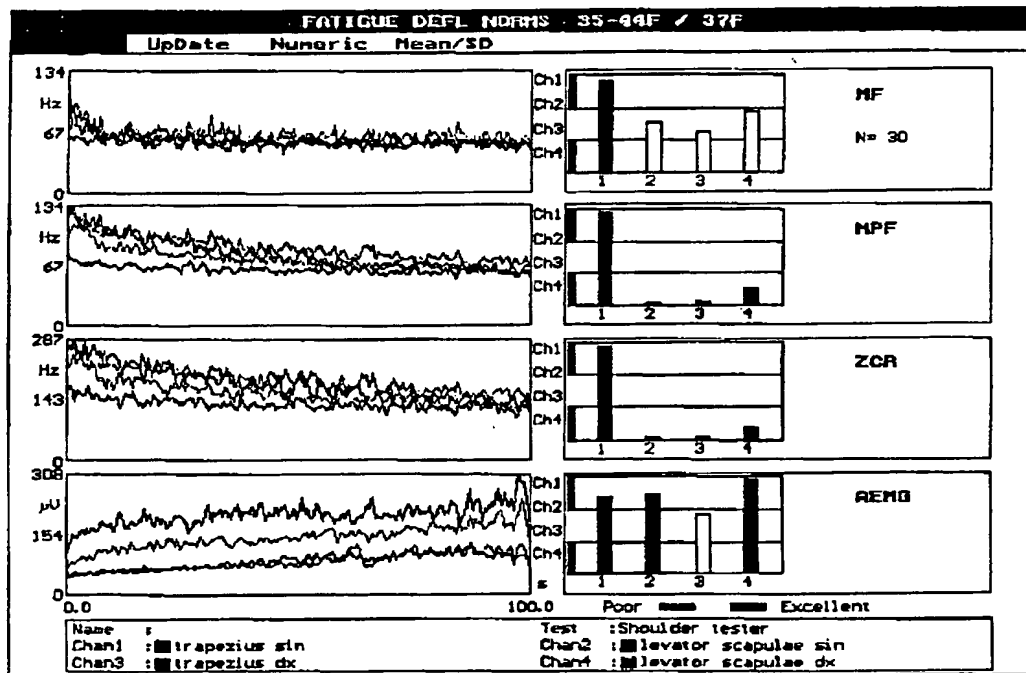 FATIGUE DEFL NORMS 35-44F / 37F
UpDate Numeric Mean/SD
134
Hz
67
0
Ch1
Ch2
Ch3
Ch4
1 2 3 4
MF
N= 30
134
Hz
67
0
Ch1
Ch2
Ch3
Ch4
1 2 3 4
MPF
287
Hz
143
0
Ch1
Ch2
Ch3
Ch4
1 2 3 4
ZCR
308
µV
154
0
0.0 100.0
s
Ch1
Ch2
Ch3
Ch4
1 2 3 4
AEMG
Poor Excellent
Name : Test :Shoulder tester
Chan1 : trapezius sin Chan2 : levator scapulae sin
Chan3 : trapezius dx Chan4 : levator scapulae dx